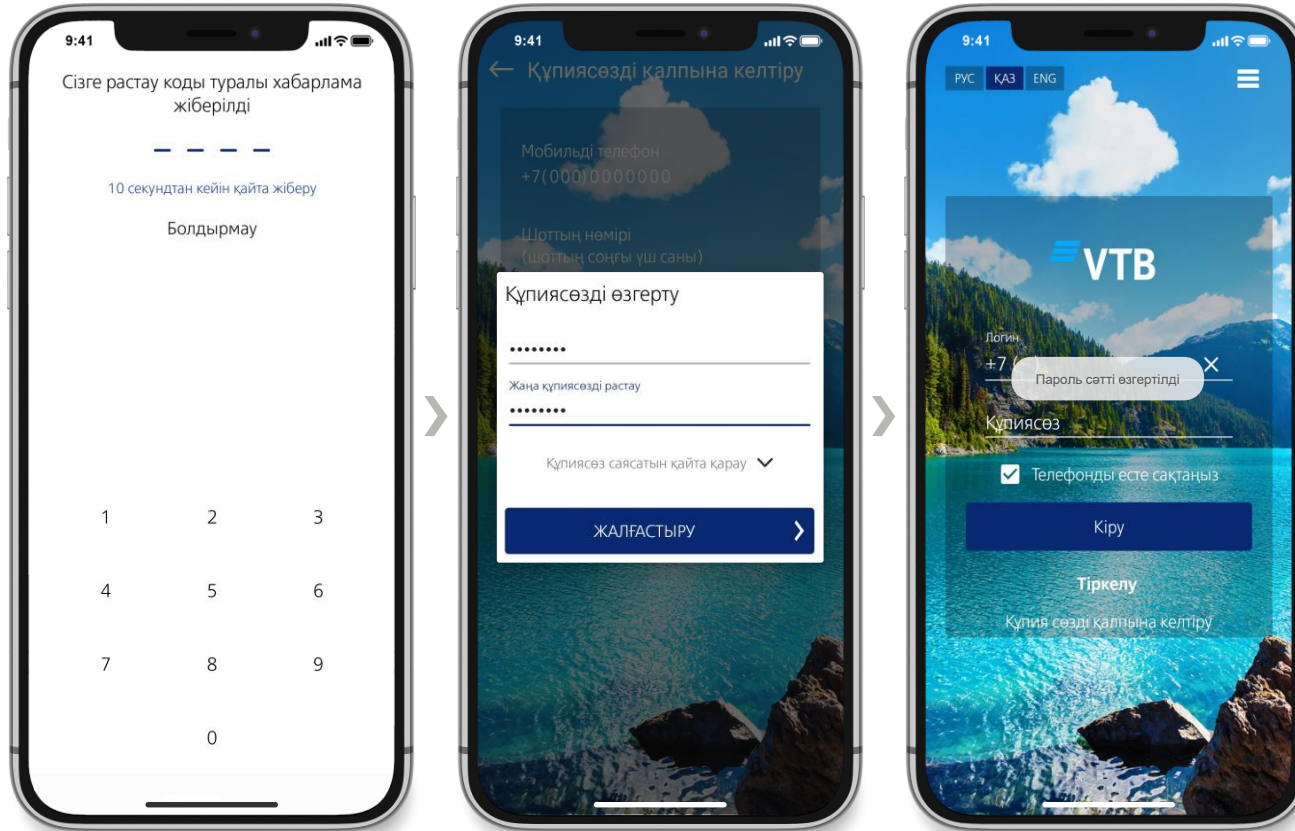 9:41
Сізге растау коды туралы хабарлама
жіберілді
10 секундтан кейін қайта жіберу
Болдырмау
1 2 3
4 5 6
7 8 9
0
9:41
Құпиясөзді қалпына келтіру
Мобильді телефон
+7(000)0000000
Шоттың нөмірі
(шоттың соңғы үш саны)
Құпиясөзді өзгерту
••••••••
Жаңа құпиясөзді растау
••••••••
Құпиясөз саясатын қайта қарау
ЖАЛҒАСТЫРУ
9:41
РУС ҚАЗ ENG
VTB
Логин
+7 (
Пароль сәтті өзгертілді
Құпиясөз
Телефонды есте сақтаңыз
Кіру
Тіркелу
Құпия сөзді қалпына келтіру